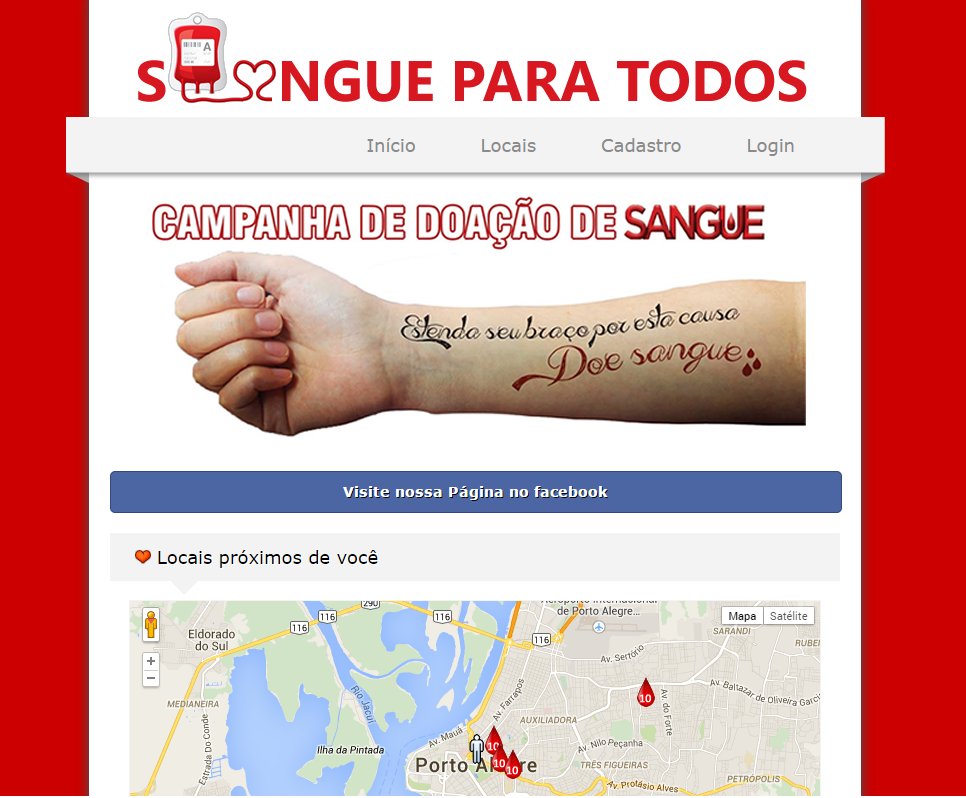 SANGUE PARA TODOS
A
Início Locais Cadastro Login
CAMPANHA DE DOAÇÃO DE SANGUE
Estenda seu braço por esta causa
Doe sangue
Visite nossa Página no facebook
Locais próximos de você
290
Aeroporto Internacional
de Porto Alegre...
Mapa Satélite
116
116
116
116
Eldorado
do Sul
SARANDI
RUBEM
Av. Sertório
+
−
MEDIANEIRA
Rio Jacuí
Av. Farrapos
Av. Baltazar de Oliveira Garcia
10
Av. do Forte
AUXILIADORA
Estrada Do Conde
Ilha da Pintada
Av. Mauá
10
Av. Nilo Peçanha
Porto Alegre
10
10
TRÊS FIGUEIRAS
PETRÓPOLIS
Av. Protásio Alves